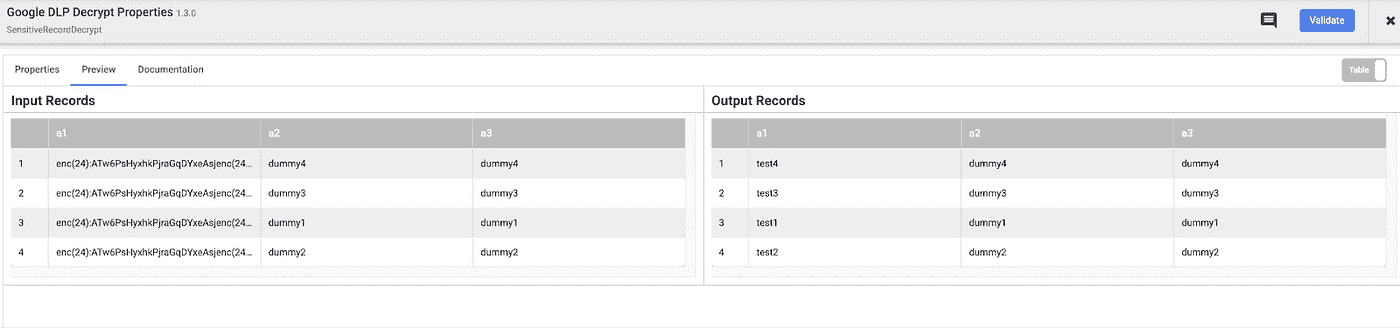 Google DLP Decrypt Properties 1.3.0
SensitiveRecordDecrypt
Validate
Properties Preview Documentation
Table
Input Records
a1 a2 a3
1 enc(24):ATw6PsHyxhkPjraGqDYxeAsjenc(24... dummy4 dummy4
2 enc(24):ATw6PsHyxhkPjraGqDYxeAsjenc(24... dummy3 dummy3
3 enc(24):ATw6PsHyxhkPjraGqDYxeAsjenc(24... dummy1 dummy1
4 enc(24):ATw6PsHyxhkPjraGqDYxeAsjenc(24... dummy2 dummy2
Output Records
a1 a2 a3
1 test4 dummy4 dummy4
2 test3 dummy3 dummy3
3 test1 dummy1 dummy1
4 test2 dummy2 dummy2